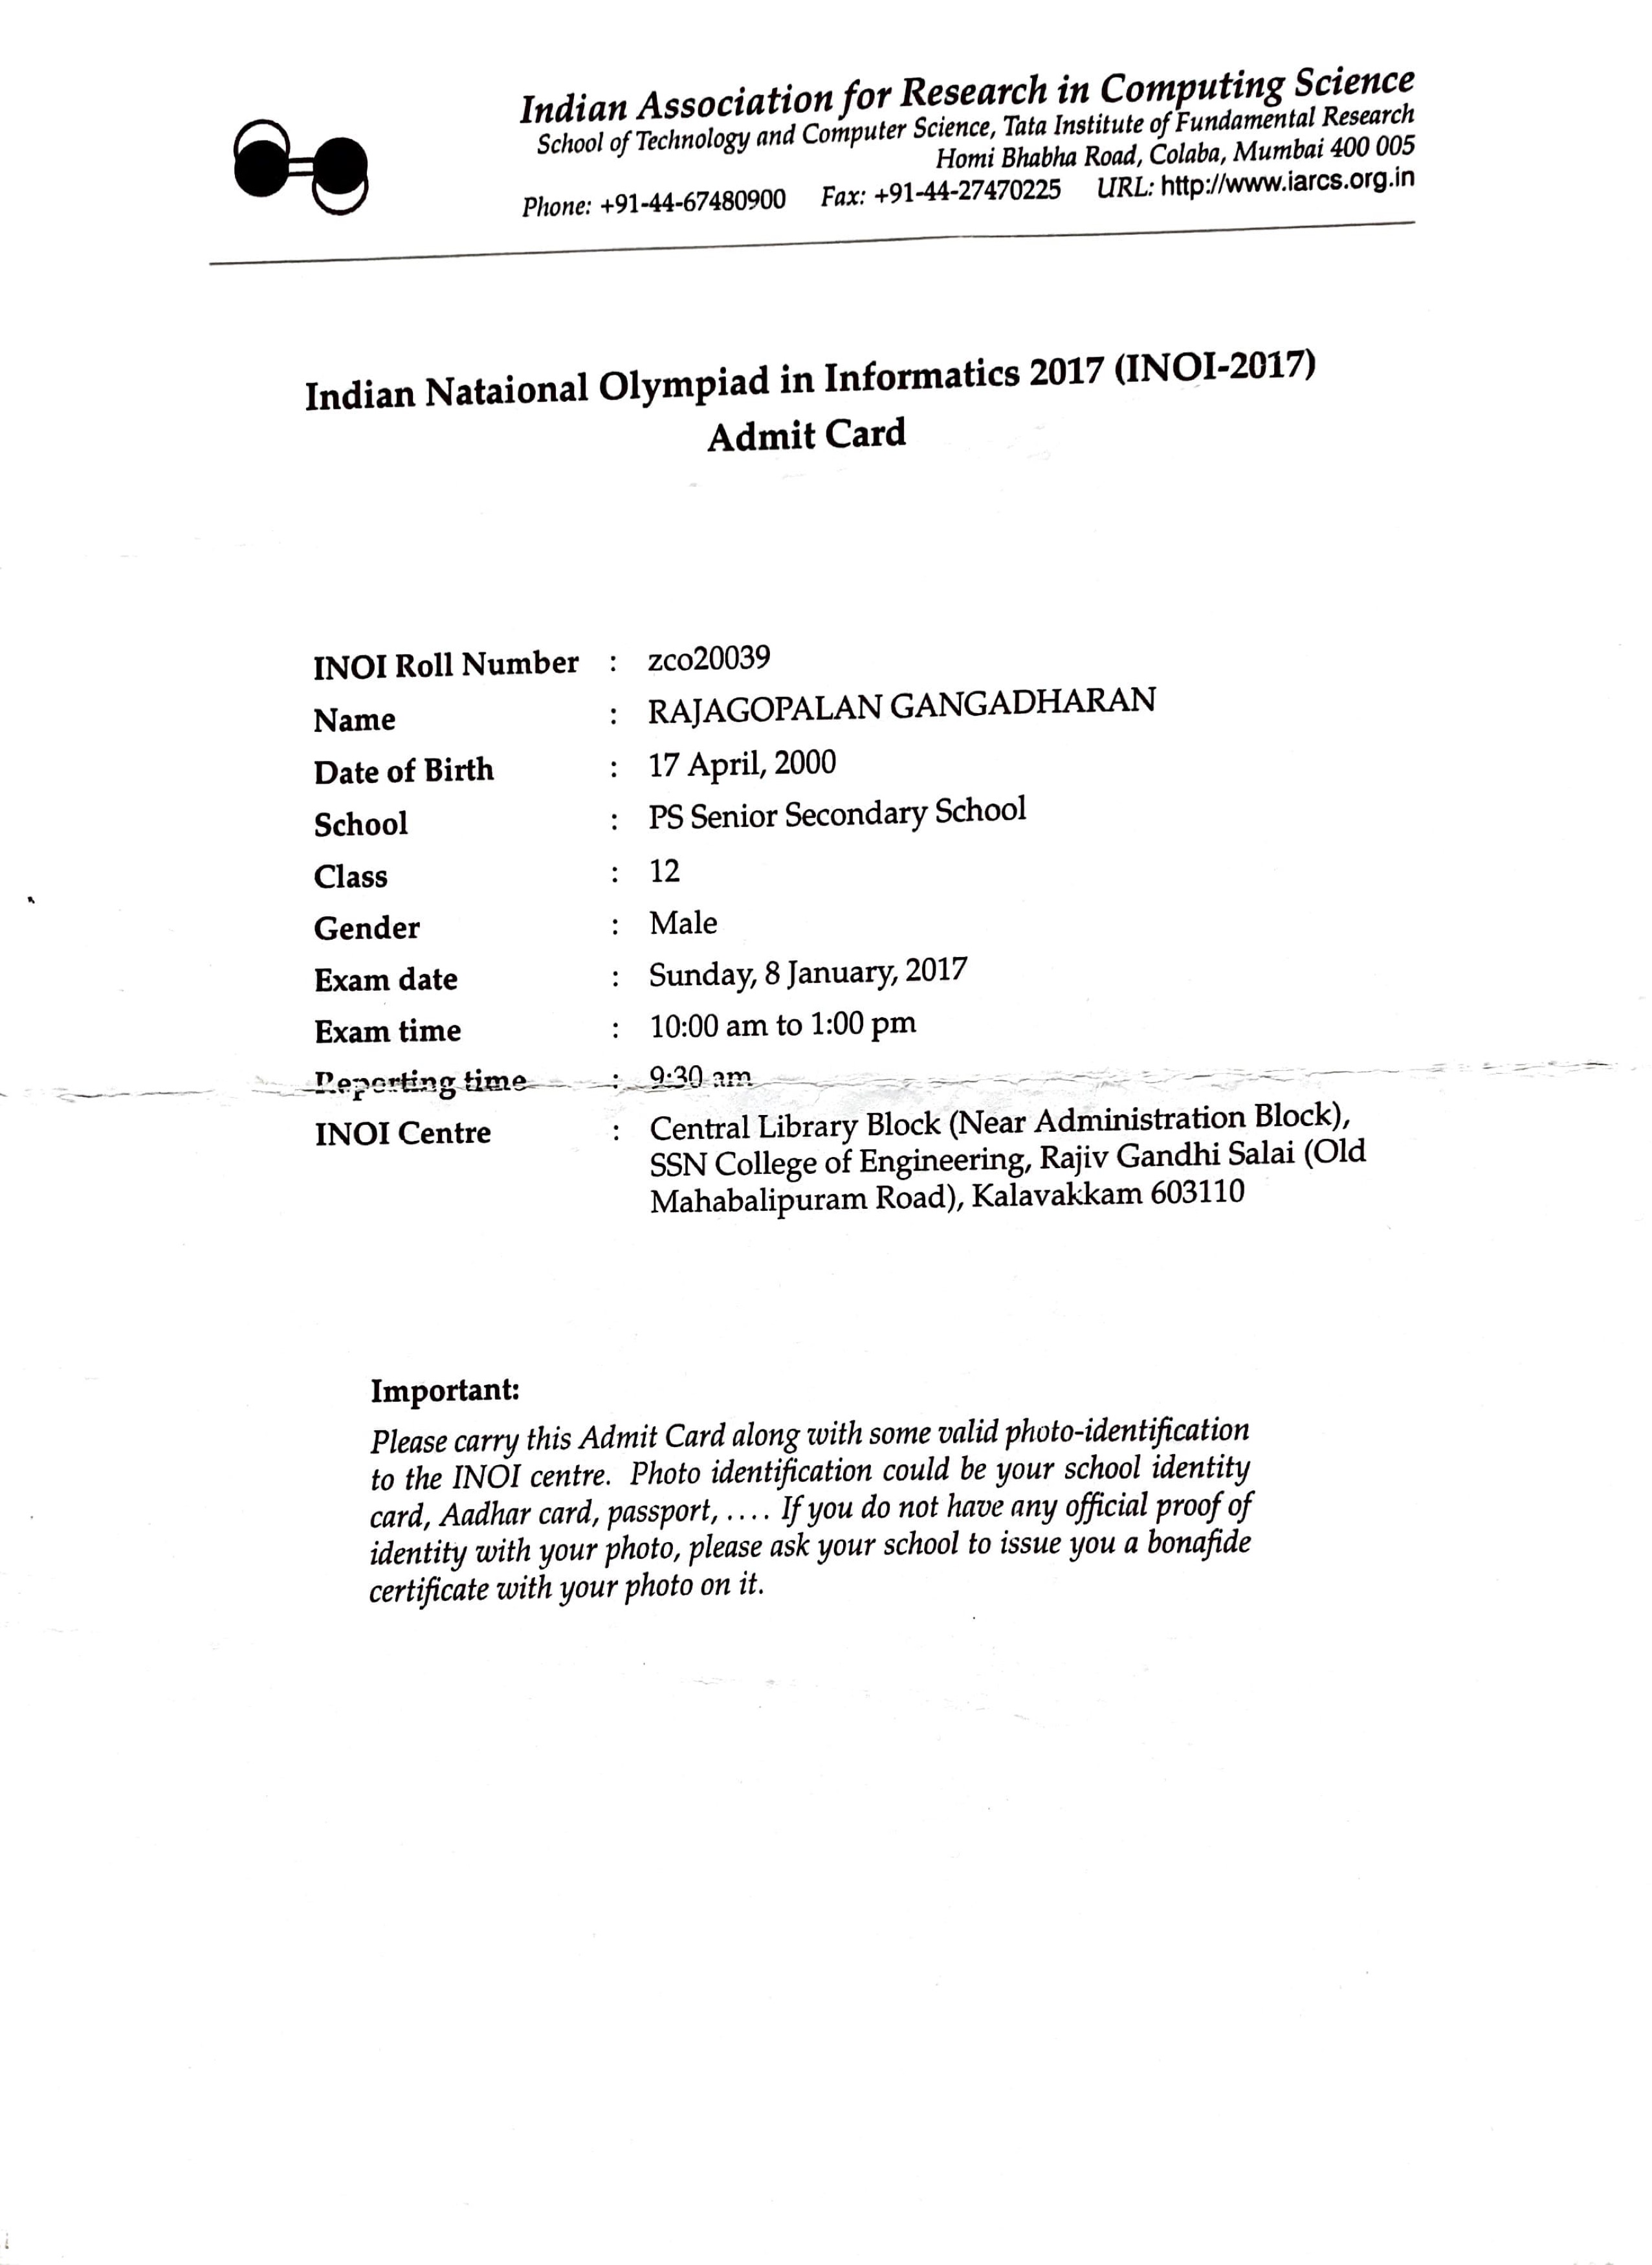 Indian Association for Research in Computing Science
School of Technology and Computer Science, Tata Institute of Fundamental Research
Homi Bhabha Road, Colaba, Mumbai 400 005
Phone: +91-44-67480900 Fax: +91-44-27470225 URL: http://www.iarcs.org.in
Indian Nataional Olympiad in Informatics 2017 (INOI-2017)
Admit Card
INOI Roll Number : zco20039
Name : RAJAGOPALAN GANGADHARAN
Date of Birth : 17 April, 2000
School : PS Senior Secondary School
Class : 12
Gender : Male
Exam date : Sunday, 8 January, 2017
Exam time : 10:00 am to 1:00 pm
Reporting time : 9:30 am
INOI Centre : Central Library Block (Near Administration Block),
SSN College of Engineering, Rajiv Gandhi Salai (Old
Mahabalipuram Road), Kalavakkam 603110
Important:
Please carry this Admit Card along with some valid photo-identification
to the INOI centre. Photo identification could be your school identity
card, Aadhar card, passport, .... If you do not have any official proof of
identity with your photo, please ask your school to issue you a bonafide
certificate with your photo on it.